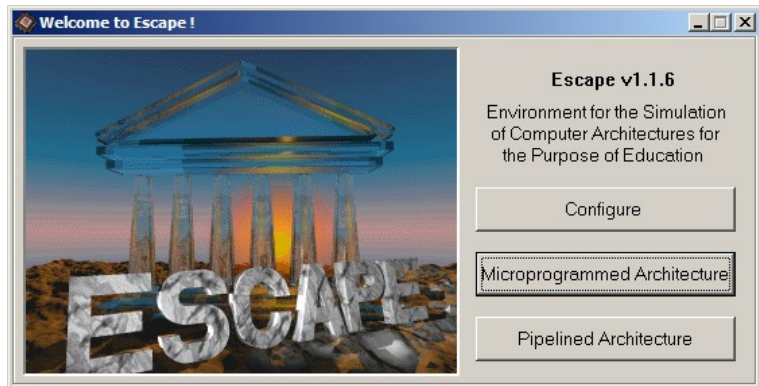 Welcome to Escape !
ESCAPE
Escape v1.1.6
Environment for the Simulation
of Computer Architectures for
the Purpose of Education
Configure
Microprogrammed Architecture
Pipelined Architecture